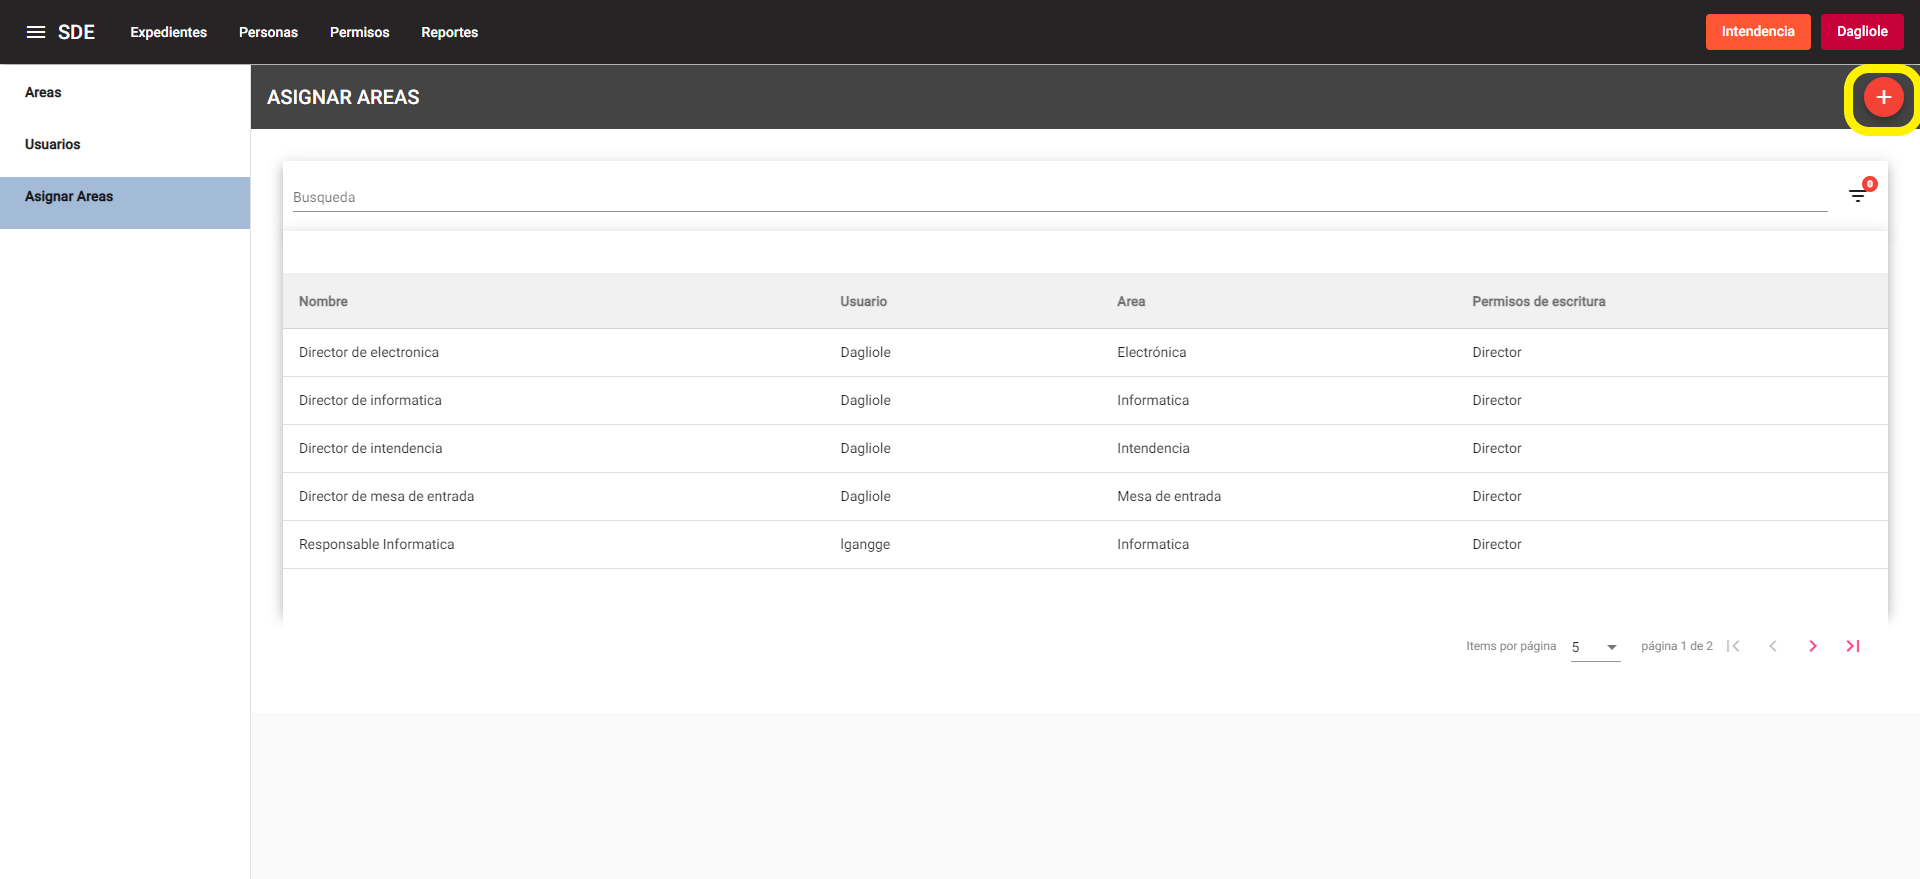 SDE Expedientes Personas Permisos Reportes Intendencia Dagliole
Areas
Usuarios
Asignar Areas
ASIGNAR AREAS
+
Busqueda
0
Nombre Usuario Area Permisos de escritura
Director de electronica Dagliole Electrónica Director
Director de informatica Dagliole Informatica Director
Director de intendencia Dagliole Intendencia Director
Director de mesa de entrada Dagliole Mesa de entrada Director
Responsable Informatica lgangge Informatica Director
Items por página 5 página 1 de 2